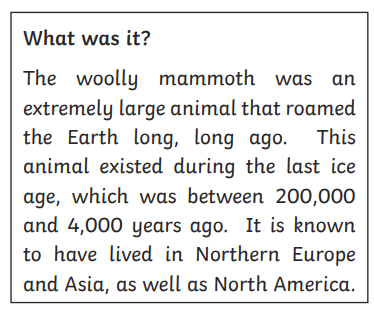 What was it?
The woolly mammoth was an
extremely large animal that roamed
the Earth long, long ago. This
animal existed during the last ice
age, which was between 200,000
and 4,000 years ago. It is known
to have lived in Northern Europe
and Asia, as well as North America.